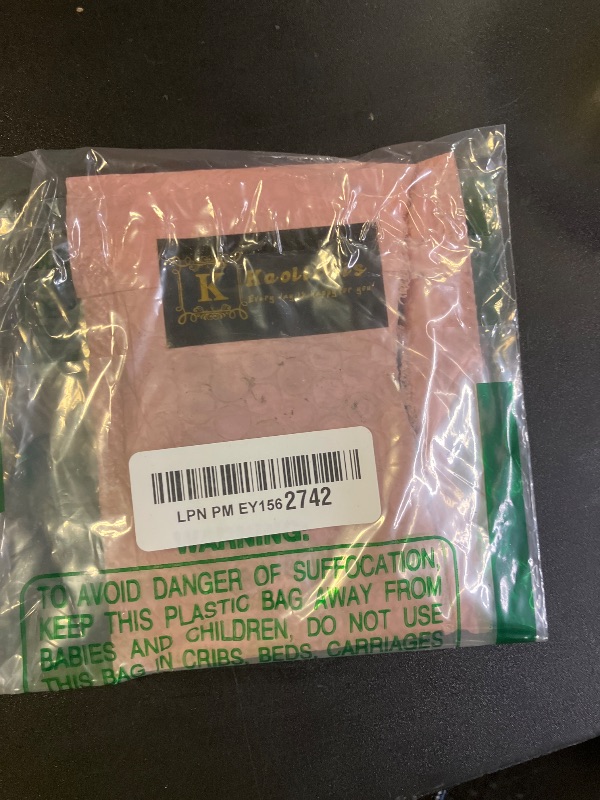 K
LPN PM EY1562742
WARNING:
TO AVOID DANGER OF SUFFOCATION,
KEEP THIS PLASTIC BAG AWAY FROM
BABIES AND CHILDREN, DO NOT USE
THIS BAG IN CRIBS, BEDS, CARRIAGES